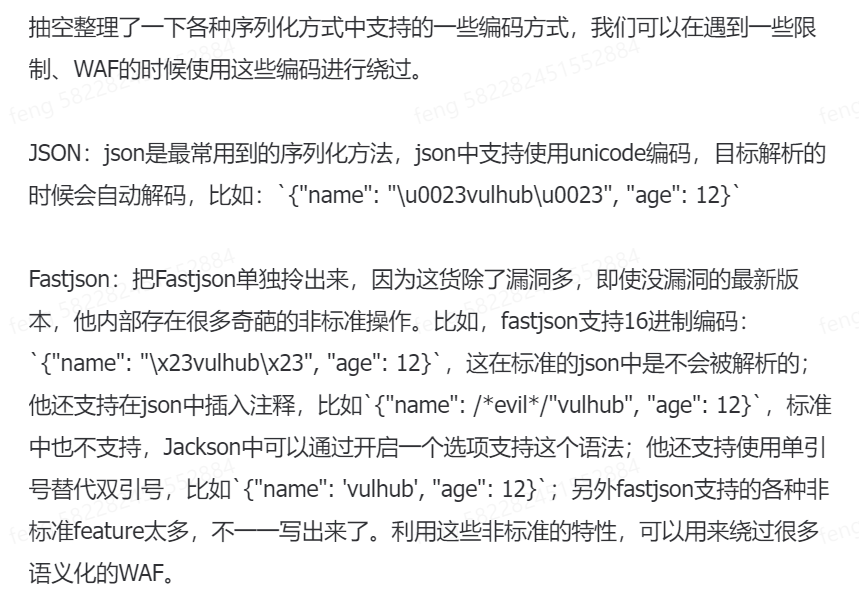 抽空整理了一下各种序列化方式中支持的一些编码方式，我们可以在遇到一些限
制、WAF的时候使用这些编码进行绕过。
JSON：json是最常用到的序列化方法，json中支持使用unicode编码，目标解析的
时候会自动解码，比如：`{"name": "\u0023vulhub\u0023", "age": 12}`
Fastjson：把Fastjson单独拎出来，因为这货除了漏洞多，即使没漏洞的最新版
本，他内部存在很多奇葩的非标准操作。比如，fastjson支持16进制编码：
`{"name": "\x23vulhub\x23", "age": 12}`，这在标准的json中是不会被解析的；
他还支持在json中插入注释，比如`{"name": /*evil*/"vulhub", "age": 12}`，标准
中也不支持，Jackson中可以通过开启一个选项支持这个语法；他还支持使用单引
号替代双引号，比如`{"name": 'vulhub', "age": 12}`；另外fastjson支持的各种非
标准feature太多，不一一写出来了。利用这些非标准的特性，可以用来绕过很多
语义化的WAF。
feng 582282451552884